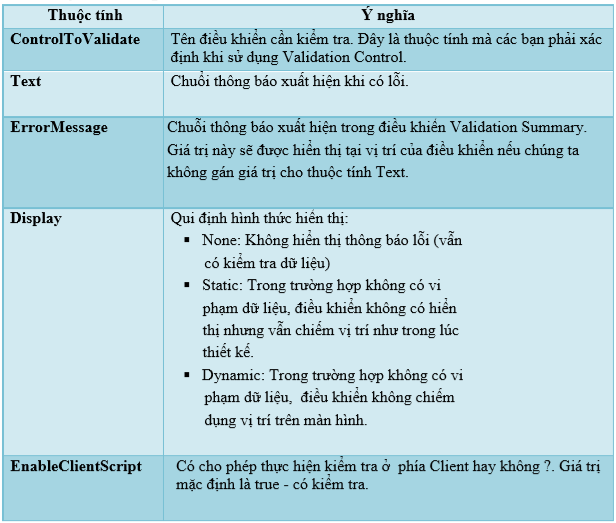 Thuộc tính Ý nghĩa
ControlToValidate Tên điều khiển cần kiểm tra. Đây là thuộc tính mà các bạn phải xác
định khi sử dụng Validation Control.
Text Chuỗi thông báo xuất hiện khi có lỗi.
ErrorMessage Chuỗi thông báo xuất hiện trong điều khiển Validation Summary.
Giá trị này sẽ được hiển thị tại vị trí của điều khiển nếu chúng ta
không gán giá trị cho thuộc tính Text.
Display Qui định hình thức hiển thị:
▪ None: Không hiển thị thông báo lỗi (vẫn
có kiểm tra dữ liệu)
▪ Static: Trong trường hợp không có vi
phạm dữ liệu, điều khiển không có hiển
thị nhưng vẫn chiếm vị trí như trong lúc
thiết kế.
▪ Dynamic: Trong trường hợp không có vi
phạm dữ liệu, điều khiển không chiếm
dụng vị trí trên màn hình.
EnableClientScript Có cho phép thực hiện kiểm tra ở phía Client hay không ?. Giá trị
mặc định là true - có kiểm tra.